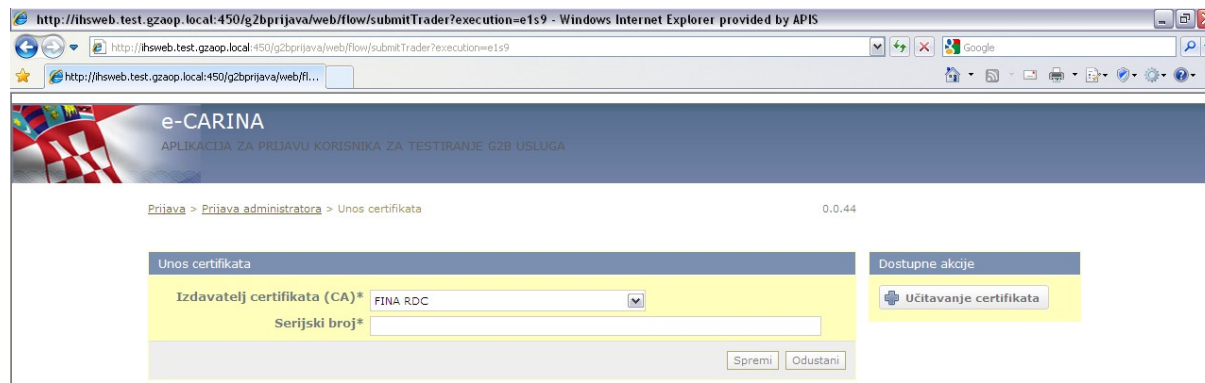 http://ihsweb.test.gzaop.local:450/g2bprijava/web/flow/submitTrader?execution=e1s9 - Windows Internet Explorer provided by APIS
http://ihsweb.test.gzaop.local:450/g2bprijava/web/flow/submitTrader?execution=e1s9
Google
http://ihsweb.test.gzaop.local:450/g2bprijava/web/fl...
e-CARINA
APLIKACIJA ZA PRIJAVU KORISNIKA ZA TESTIRANJE G2B USLUGA
Prijava > Prijava administratora > Unos certifikata 0.0.44
Unos certifikata
Izdavatelj certifikata (CA)* FINA RDC
Serijski broj*
Spremi Odustani
Dostupne akcije
Učitavanje certifikata